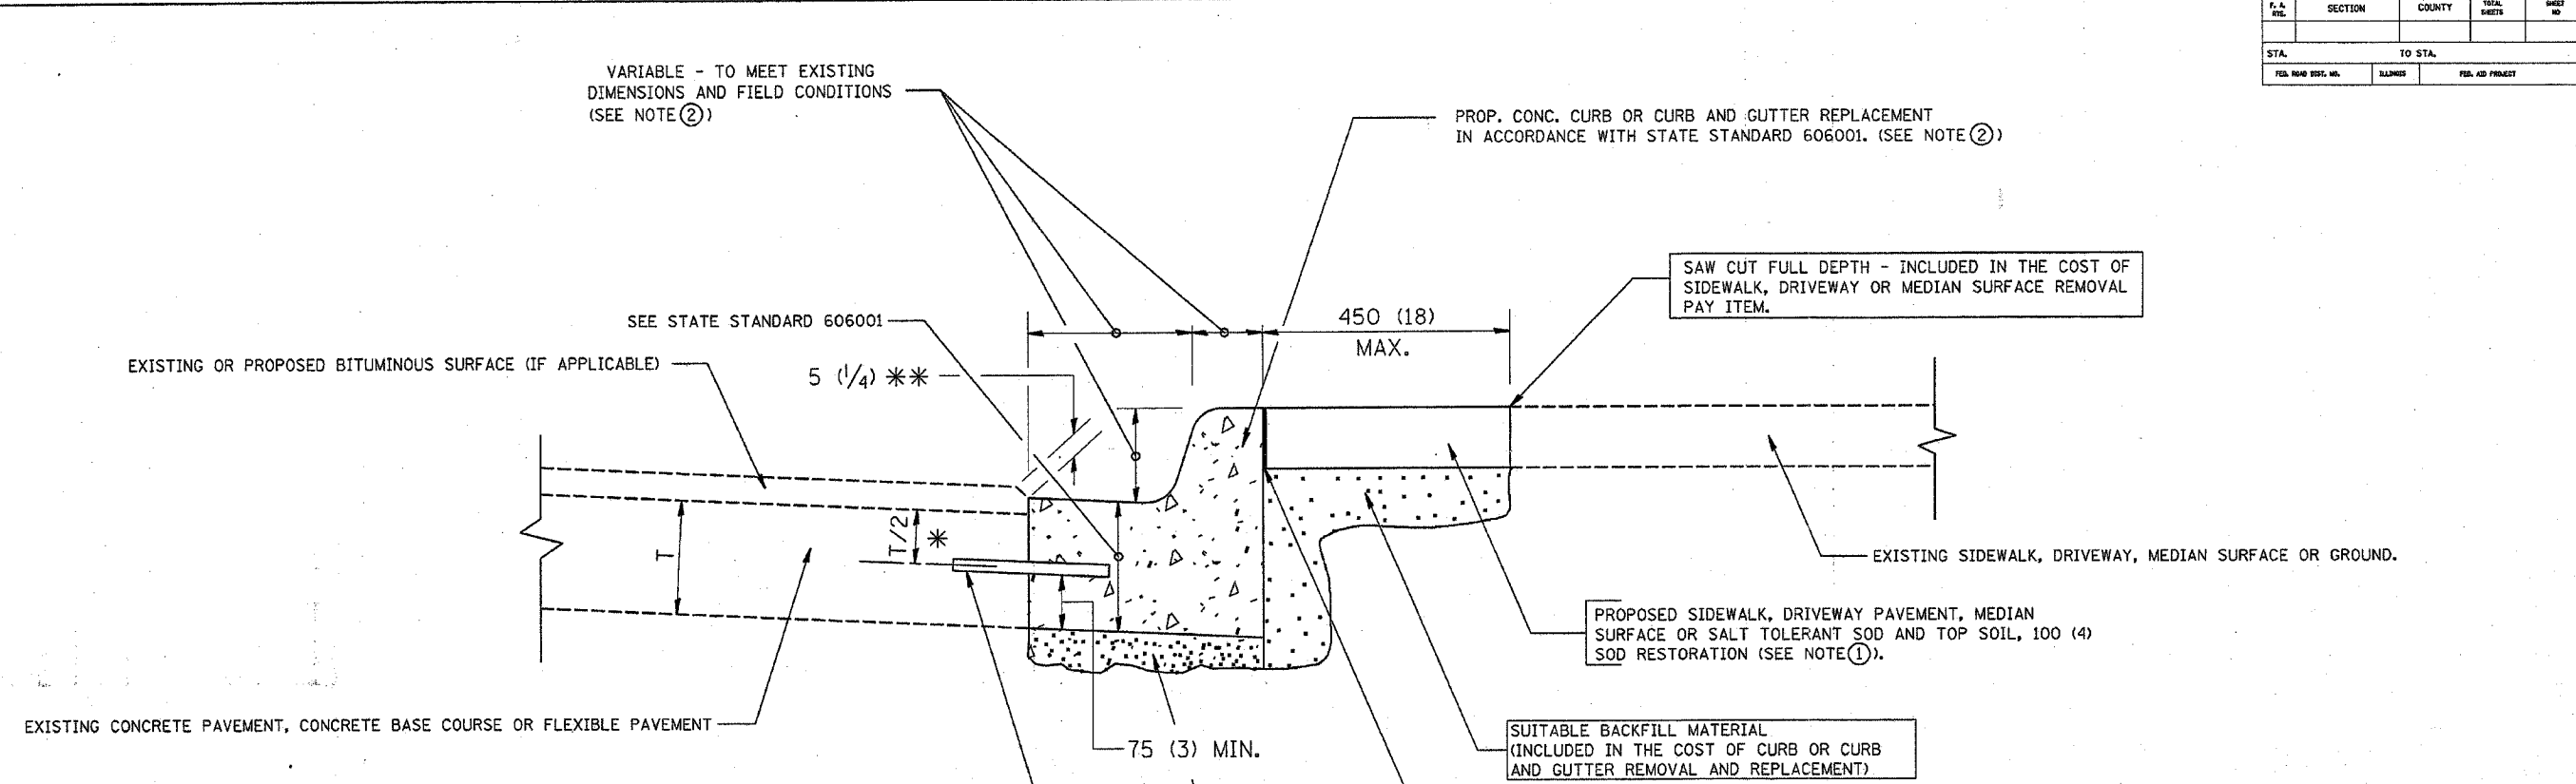 F. A. RTE.
SECTION
COUNTY
TOTAL SHEETS
SHEET NO
STA.
TO STA.
FED. ROAD DIST. NO.
ILLINOIS
FED. AID PROJECT
VARIABLE - TO MEET EXISTING
DIMENSIONS AND FIELD CONDITIONS
(SEE NOTE ②)
PROP. CONC. CURB OR CURB AND GUTTER REPLACEMENT
IN ACCORDANCE WITH STATE STANDARD 606001. (SEE NOTE ②)
SAW CUT FULL DEPTH - INCLUDED IN THE COST OF
SIDEWALK, DRIVEWAY OR MEDIAN SURFACE REMOVAL
PAY ITEM.
SEE STATE STANDARD 606001
450 (18)
MAX.
EXISTING OR PROPOSED BITUMINOUS SURFACE (IF APPLICABLE)
5 (1/4) **
T
T/2 *
EXISTING SIDEWALK, DRIVEWAY, MEDIAN SURFACE OR GROUND.
PROPOSED SIDEWALK, DRIVEWAY PAVEMENT, MEDIAN
SURFACE OR SALT TOLERANT SOD AND TOP SOIL, 100 (4)
SOD RESTORATION (SEE NOTE ①).
EXISTING CONCRETE PAVEMENT, CONCRETE BASE COURSE OR FLEXIBLE PAVEMENT
75 (3) MIN.
SUITABLE BACKFILL MATERIAL
(INCLUDED IN THE COST OF CURB OR CURB
AND GUTTER REMOVAL AND REPLACEMENT)